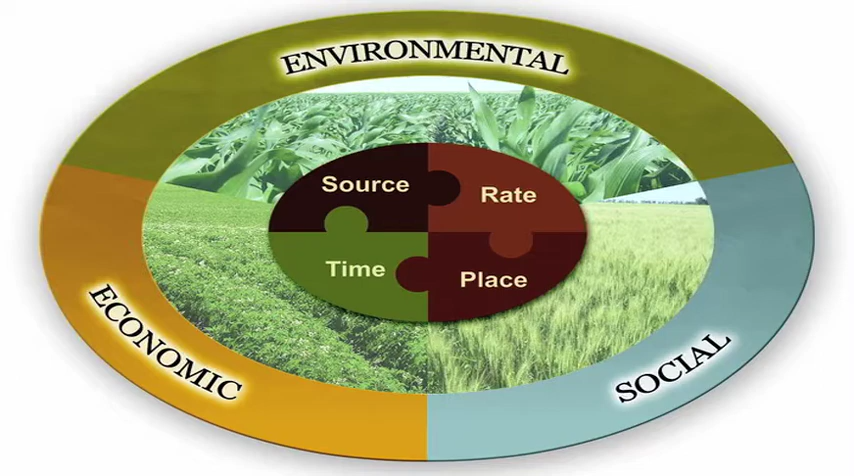 ENVIRONMENTAL
Source
Rate
Time
Place
ECONOMIC
SOCIAL